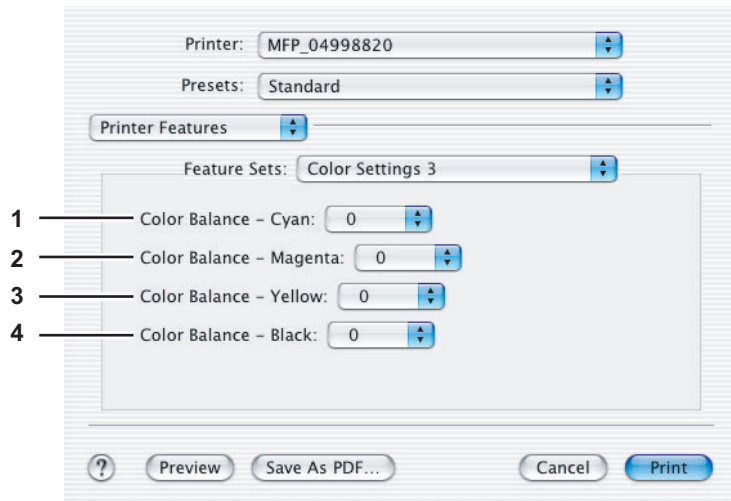 Printer: MFP_04998820
Presets: Standard
Printer Features
Feature Sets: Color Settings 3
1 Color Balance – Cyan: 0
2 Color Balance – Magenta: 0
3 Color Balance – Yellow: 0
4 Color Balance – Black: 0
? Preview Save As PDF... Cancel Print